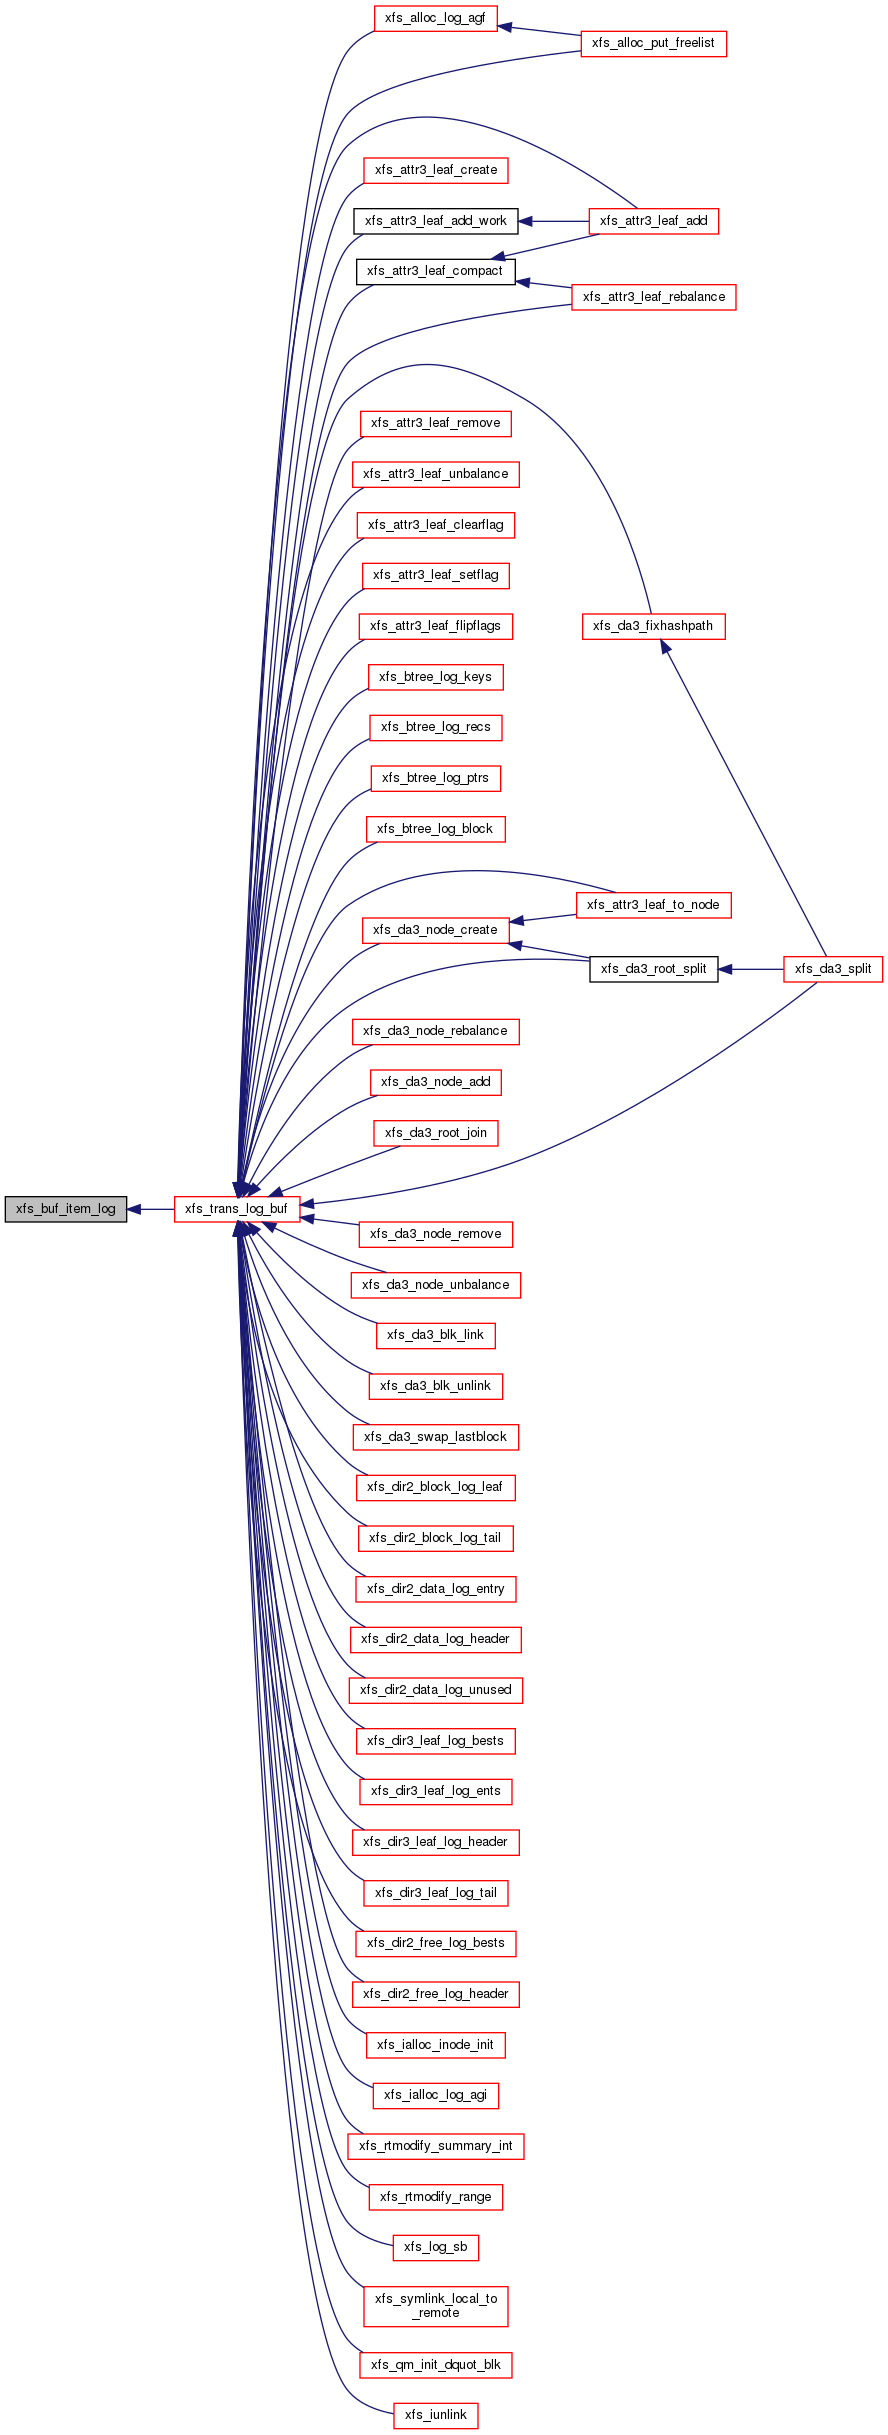 xfs_alloc_log_agf
xfs_alloc_put_freelist
xfs_attr3_leaf_create
xfs_attr3_leaf_add_work
xfs_attr3_leaf_add
xfs_attr3_leaf_compact
xfs_attr3_leaf_rebalance
xfs_attr3_leaf_remove
xfs_attr3_leaf_unbalance
xfs_attr3_leaf_clearflag
xfs_attr3_leaf_setflag
xfs_attr3_leaf_flipflags
xfs_da3_fixhashpath
xfs_btree_log_keys
xfs_btree_log_recs
xfs_btree_log_ptrs
xfs_btree_log_block
xfs_attr3_leaf_to_node
xfs_da3_node_create
xfs_da3_root_split
xfs_da3_split
xfs_da3_node_rebalance
xfs_da3_node_add
xfs_da3_root_join
xfs_buf_item_log
xfs_trans_log_buf
xfs_da3_node_remove
xfs_da3_node_unbalance
xfs_da3_blk_link
xfs_da3_blk_unlink
xfs_da3_swap_lastblock
xfs_dir2_block_log_leaf
xfs_dir2_block_log_tail
xfs_dir2_data_log_entry
xfs_dir2_data_log_header
xfs_dir2_data_log_unused
xfs_dir3_leaf_log_bests
xfs_dir3_leaf_log_ents
xfs_dir3_leaf_log_header
xfs_dir3_leaf_log_tail
xfs_dir2_free_log_bests
xfs_dir2_free_log_header
xfs_ialloc_inode_init
xfs_ialloc_log_agi
xfs_rtmodify_summary_int
xfs_rtmodify_range
xfs_log_sb
xfs_symlink_local_to
_remote
xfs_qm_init_dquot_blk
xfs_iunlink